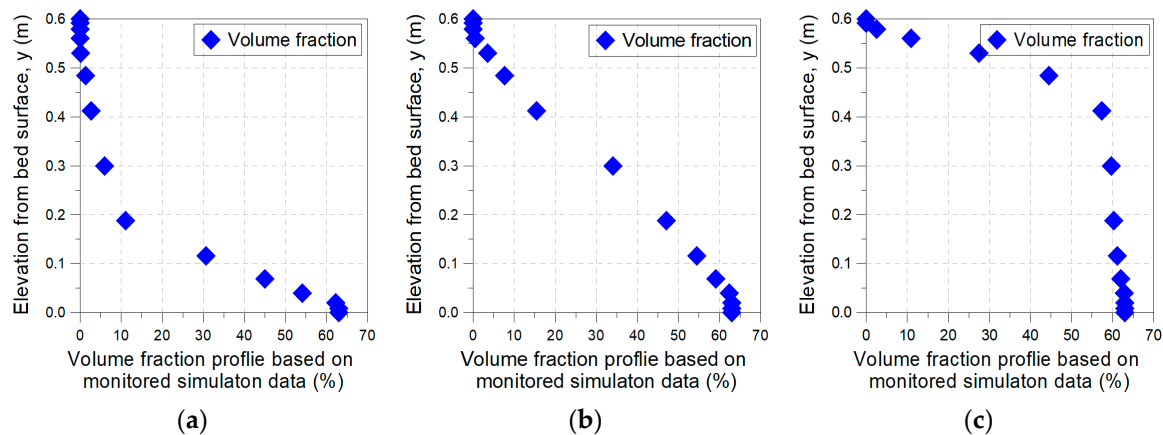 Elevation from bed surface, y (m)
0.6
0.5
0.4
0.3
0.2
0.1
0.0
Volume fraction
0 10 20 30 40 50 60 70
Volume fraction proflie based on
monitored simulaton data (%)
(a)
Elevation from bed surface, y (m)
0.6
0.5
0.4
0.3
0.2
0.1
0.0
Volume fraction
0 10 20 30 40 50 60 70
Volume fraction proflie based on
monitored simulaton data (%)
(b)
Elevation from bed surface, y (m)
0.6
0.5
0.4
0.3
0.2
0.1
0.0
Volume fraction
0 10 20 30 40 50 60 70
Volume fraction proflie based on
monitored simulaton data (%)
(c)